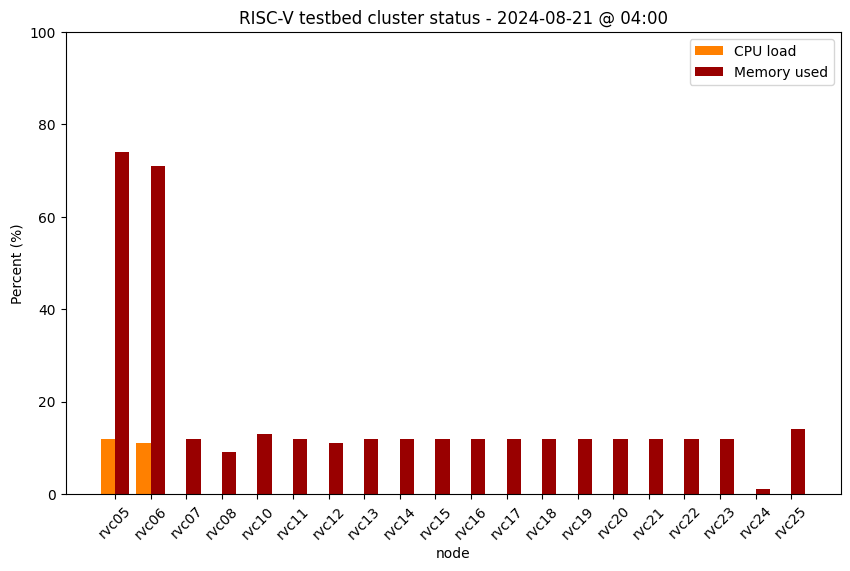 RISC-V testbed cluster status - 2024-08-21 @ 04:00
CPU load
Memory used
Percent (%)
100
80
60
40
20
0
rvc05
rvc06
rvc07
rvc08
rvc10
rvc11
rvc12
rvc13
rvc14
rvc15
rvc16
rvc17
rvc18
rvc19
rvc20
rvc21
rvc22
rvc23
rvc24
rvc25
node